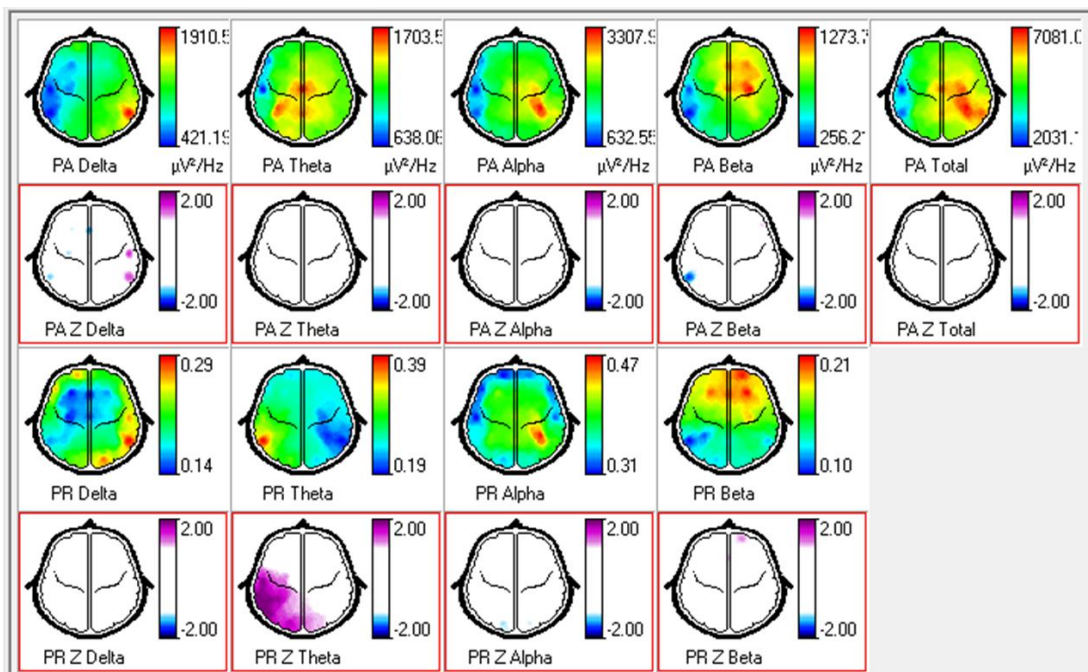 1910.5 1703.5 3307.9 1273.7 7081.0
421.19 638.06 632.55 256.2 2031.
PA Delta µV²/Hz PA Theta µV²/Hz PA Alpha µV²/Hz PA Beta µV²/Hz PA Total µV²/Hz
2.00 2.00 2.00 2.00 2.00
-2.00 -2.00 -2.00 -2.00 -2.00
PA Z Delta PA Z Theta PA Z Alpha PA Z Beta PA Z Total
0.29 0.39 0.47 0.21
0.14 0.19 0.31 0.10
PR Delta PR Theta PR Alpha PR Beta
2.00 2.00 2.00 2.00
-2.00 -2.00 -2.00 -2.00
PR Z Delta PR Z Theta PR Z Alpha PR Z Beta